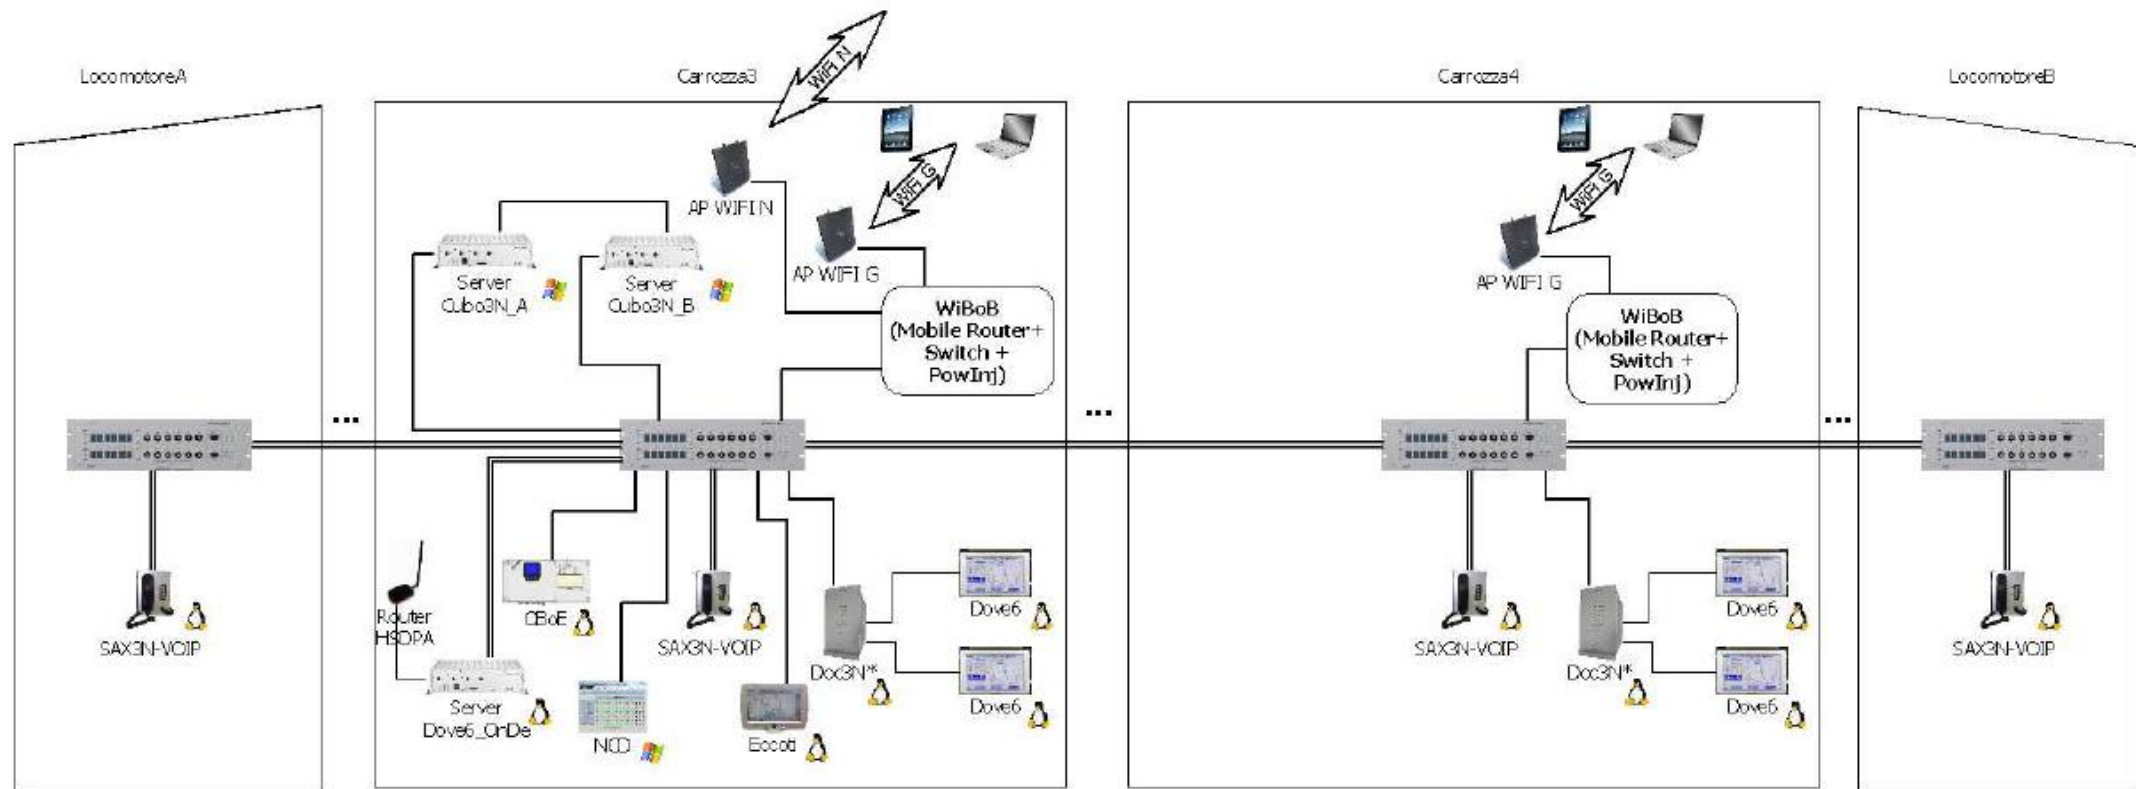 LocomotoreA
Carrozza3
Carrozza4
LocomotoreB
WiFi N
WiFi G
AP WIFI N
AP WIFI G
Server
Cubo3N_A
Server
Cubo3N_B
WiBoB
(Mobile Router+
Switch +
PowInj)
WiFi G
AP WIFI G
WiBoB
(Mobile Router+
Switch +
PowInj)
...
...
...
SAX3N-VOIP
Router
HSDPA
Server
Dove6_OnDe
CBoE
NCD
SAX3N-VOIP
Eccoti
Doc3N*
Dove6
Dove6
SAX3N-VOIP
Doc3N*
Dove6
Dove6
SAX3N-VOIP